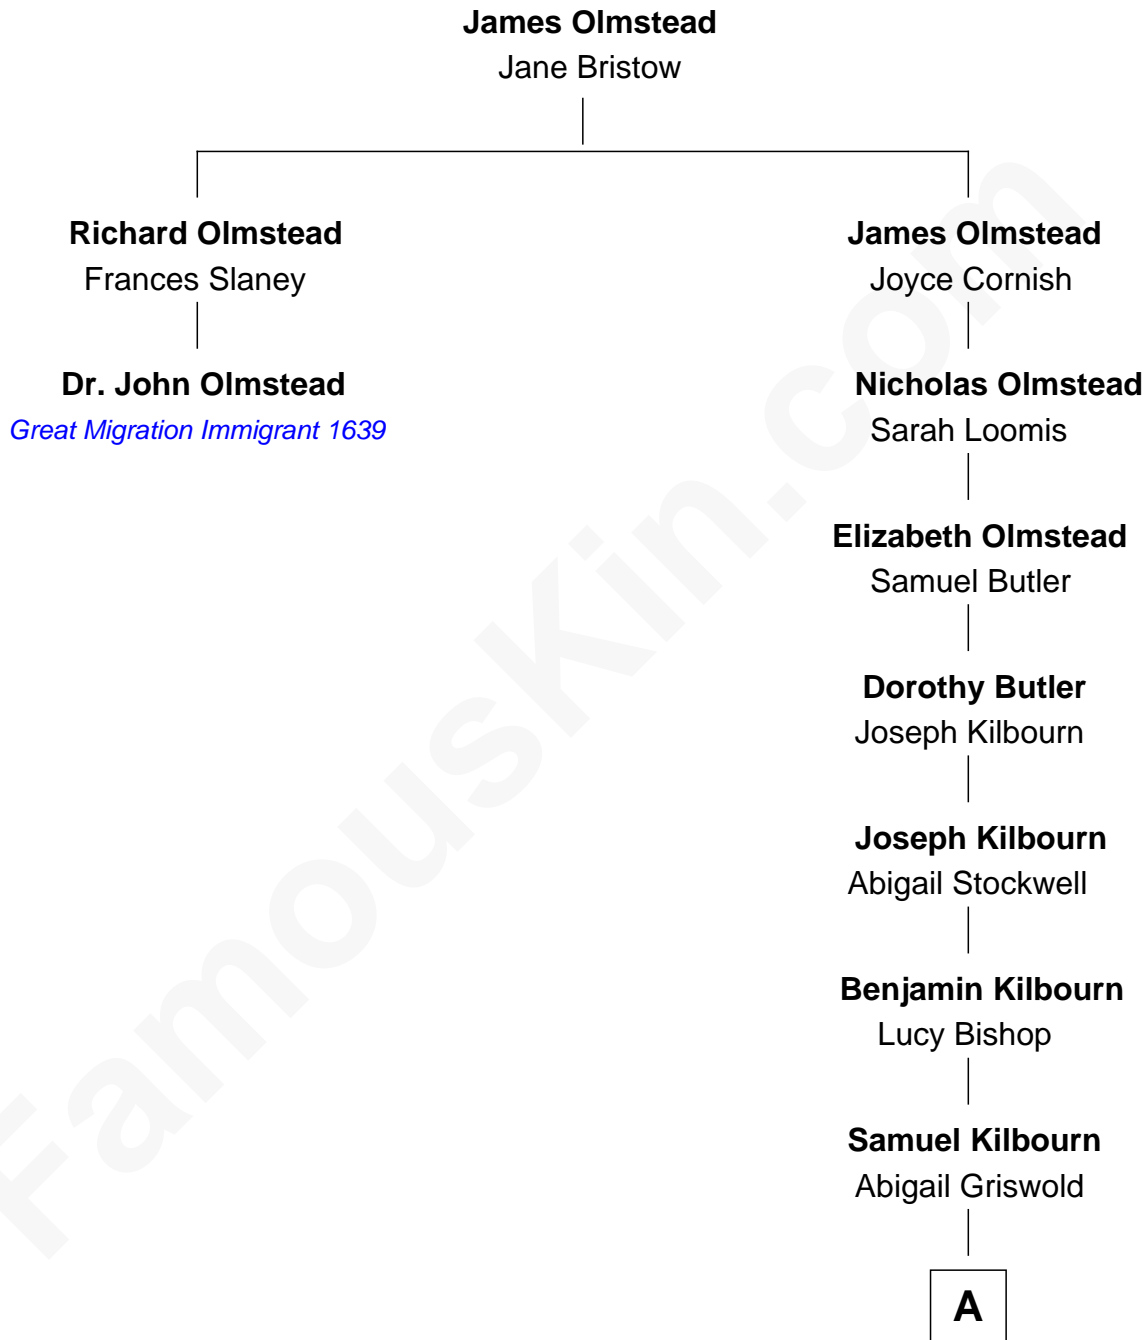 James Olmstead
Jane Bristow
Richard Olmstead
Frances Slaney
Dr. John Olmstead
Great Migration Immigrant 1639
James Olmstead
Joyce Cornish
Nicholas Olmstead
Sarah Loomis
Elizabeth Olmstead
Samuel Butler
Dorothy Butler
Joseph Kilbourn
Joseph Kilbourn
Abigail Stockwell
Benjamin Kilbourn
Lucy Bishop
Samuel Kilbourn
Abigail Griswold
A
FamousKin.com